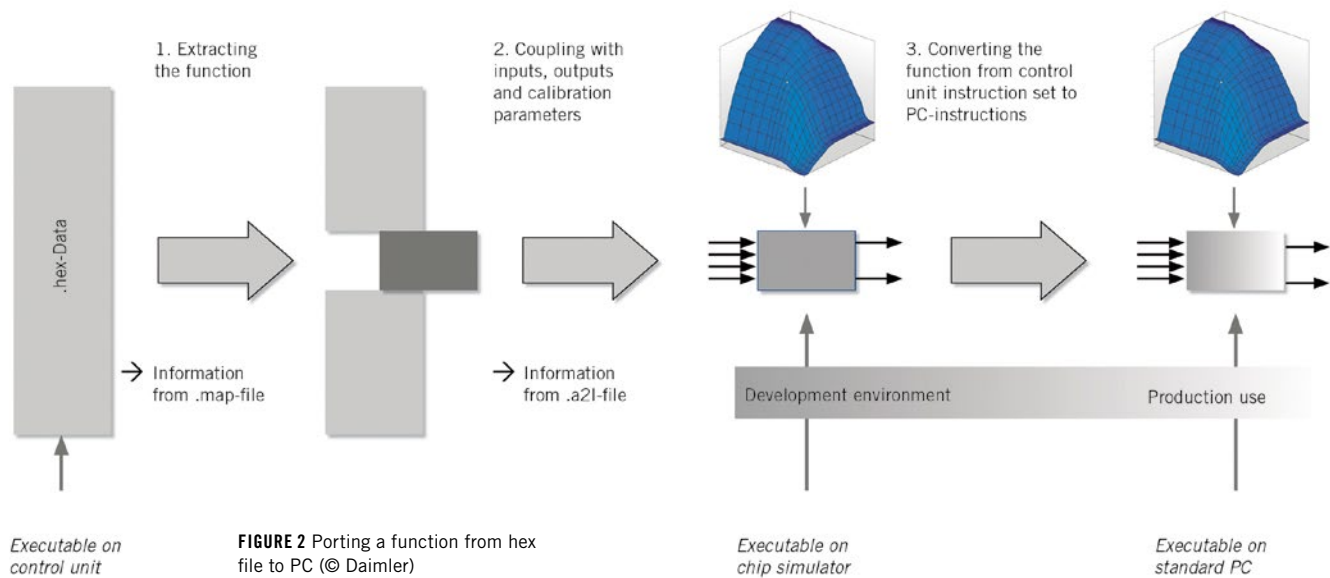 1. Extracting
the function
2. Coupling with
inputs, outputs
and calibration
parameters
3. Converting the
function from control
unit instruction set to
PC-instructions
.hex-Data
→ Information
from .map-file
→ Information
from .a2l-file
Development environment
Production use
Executable on
control unit
FIGURE 2 Porting a function from hex
file to PC (© Daimler)
Executable on
chip simulator
Executable on
standard PC